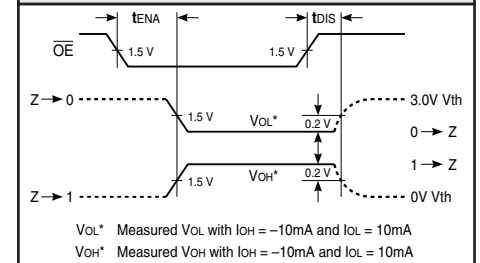 tENA tDIS
OE 1.5 V 1.5 V
Z→0 3.0V Vth
1.5 V VOL* 0.2 V
0→Z
1→Z
1.5 V VOH* 0.2 V
Z→1 0V Vth
VOL* Measured VOL with IOH = –10mA and IOL = 10mA
VOH* Measured VOH with IOH = –10mA and IOL = 10mA